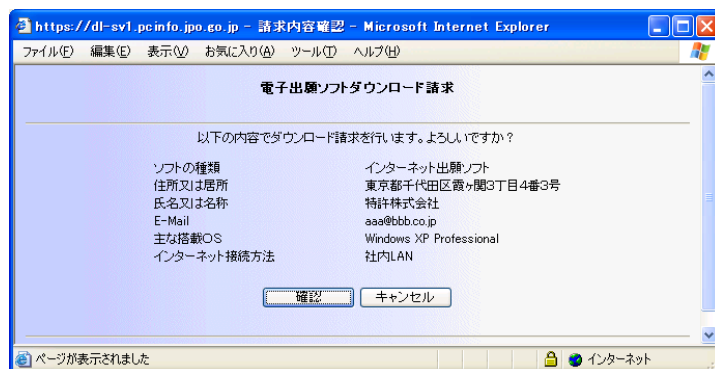 https://dl-sv1.pcinfo.jpo.go.jp - 請求内容確認 - Microsoft Internet Explorer
ファイル(F) 編集(E) 表示(V) お気に入り(A) ツール(T) ヘルプ(H)
電子出願ソフトダウンロード請求
以下の内容でダウンロード請求を行います。よろしいですか？
ソフトの種類 インターネット出願ソフト
住所又は居所 東京都千代田区霞ヶ関3丁目4番3号
氏名又は名称 特許株式会社
E-Mail aaa@bbb.co.jp
主な搭載OS Windows XP Professional
インターネット接続方法 社内LAN
確認 キャンセル
ページが表示されました インターネット